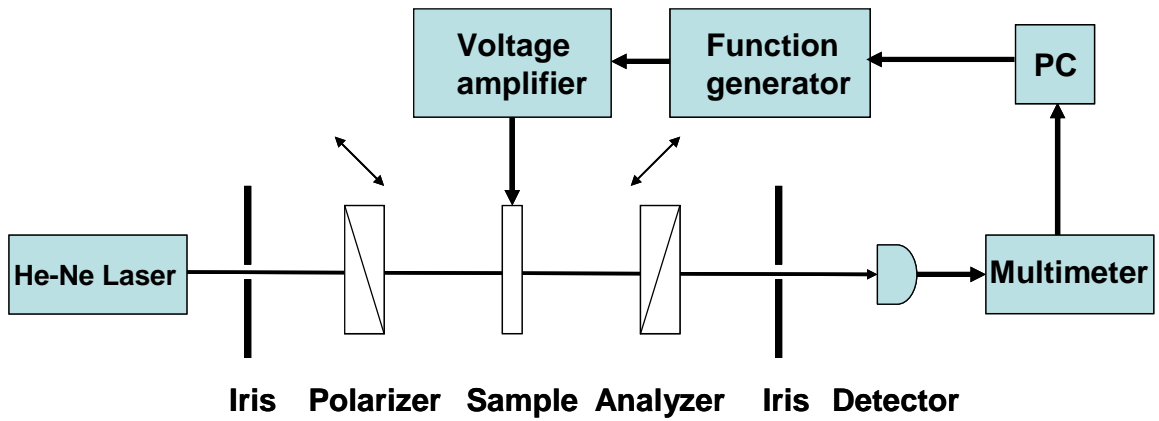 Voltage
amplifier
Function
generator
PC
He-Ne Laser
Multimeter
Iris Polarizer Sample Analyzer Iris Detector